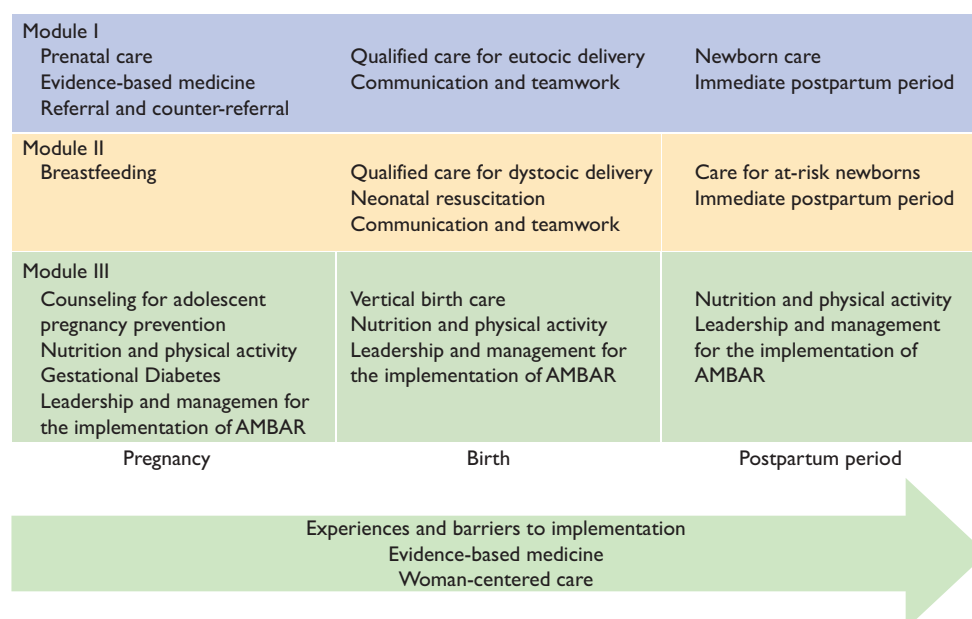 Module I
Prenatal care
Evidence-based medicine
Referral and counter-referral
Qualified care for eutocic delivery
Communication and teamwork
Newborn care
Immediate postpartum period
Module II
Breastfeeding
Qualified care for dystocic delivery
Neonatal resuscitation
Communication and teamwork
Care for at-risk newborns
Immediate postpartum period
Module III
Counseling for adolescent
pregnancy prevention
Nutrition and physical activity
Gestational Diabetes
Leadership and managemen for
the implementation of AMBAR
Vertical birth care
Nutrition and physical activity
Leadership and management for
the implementation of AMBAR
Nutrition and physical activity
Leadership and management
for the implementation of
AMBAR
Pregnancy
Birth
Postpartum period
Experiences and barriers to implementation
Evidence-based medicine
Woman-centered care